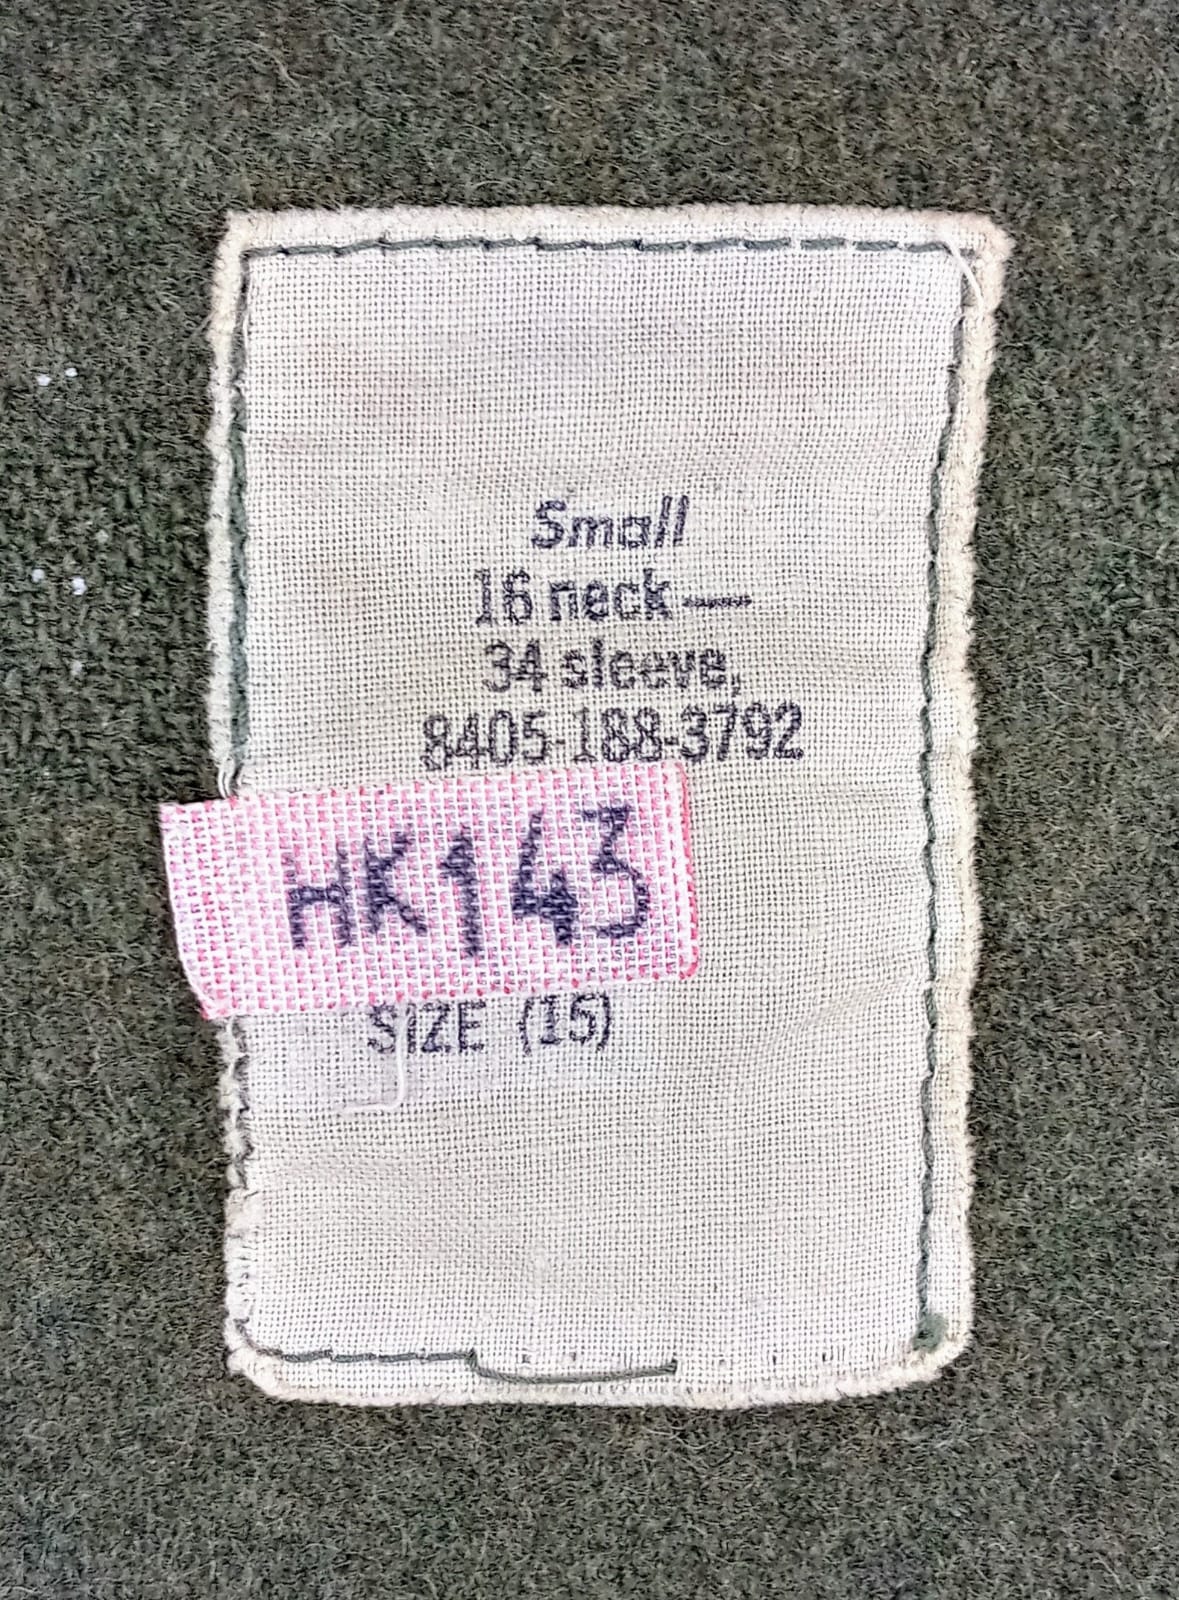 Small
16 neck—
34 sleeve,
8405-188-3792
HK143
SIZE (15)